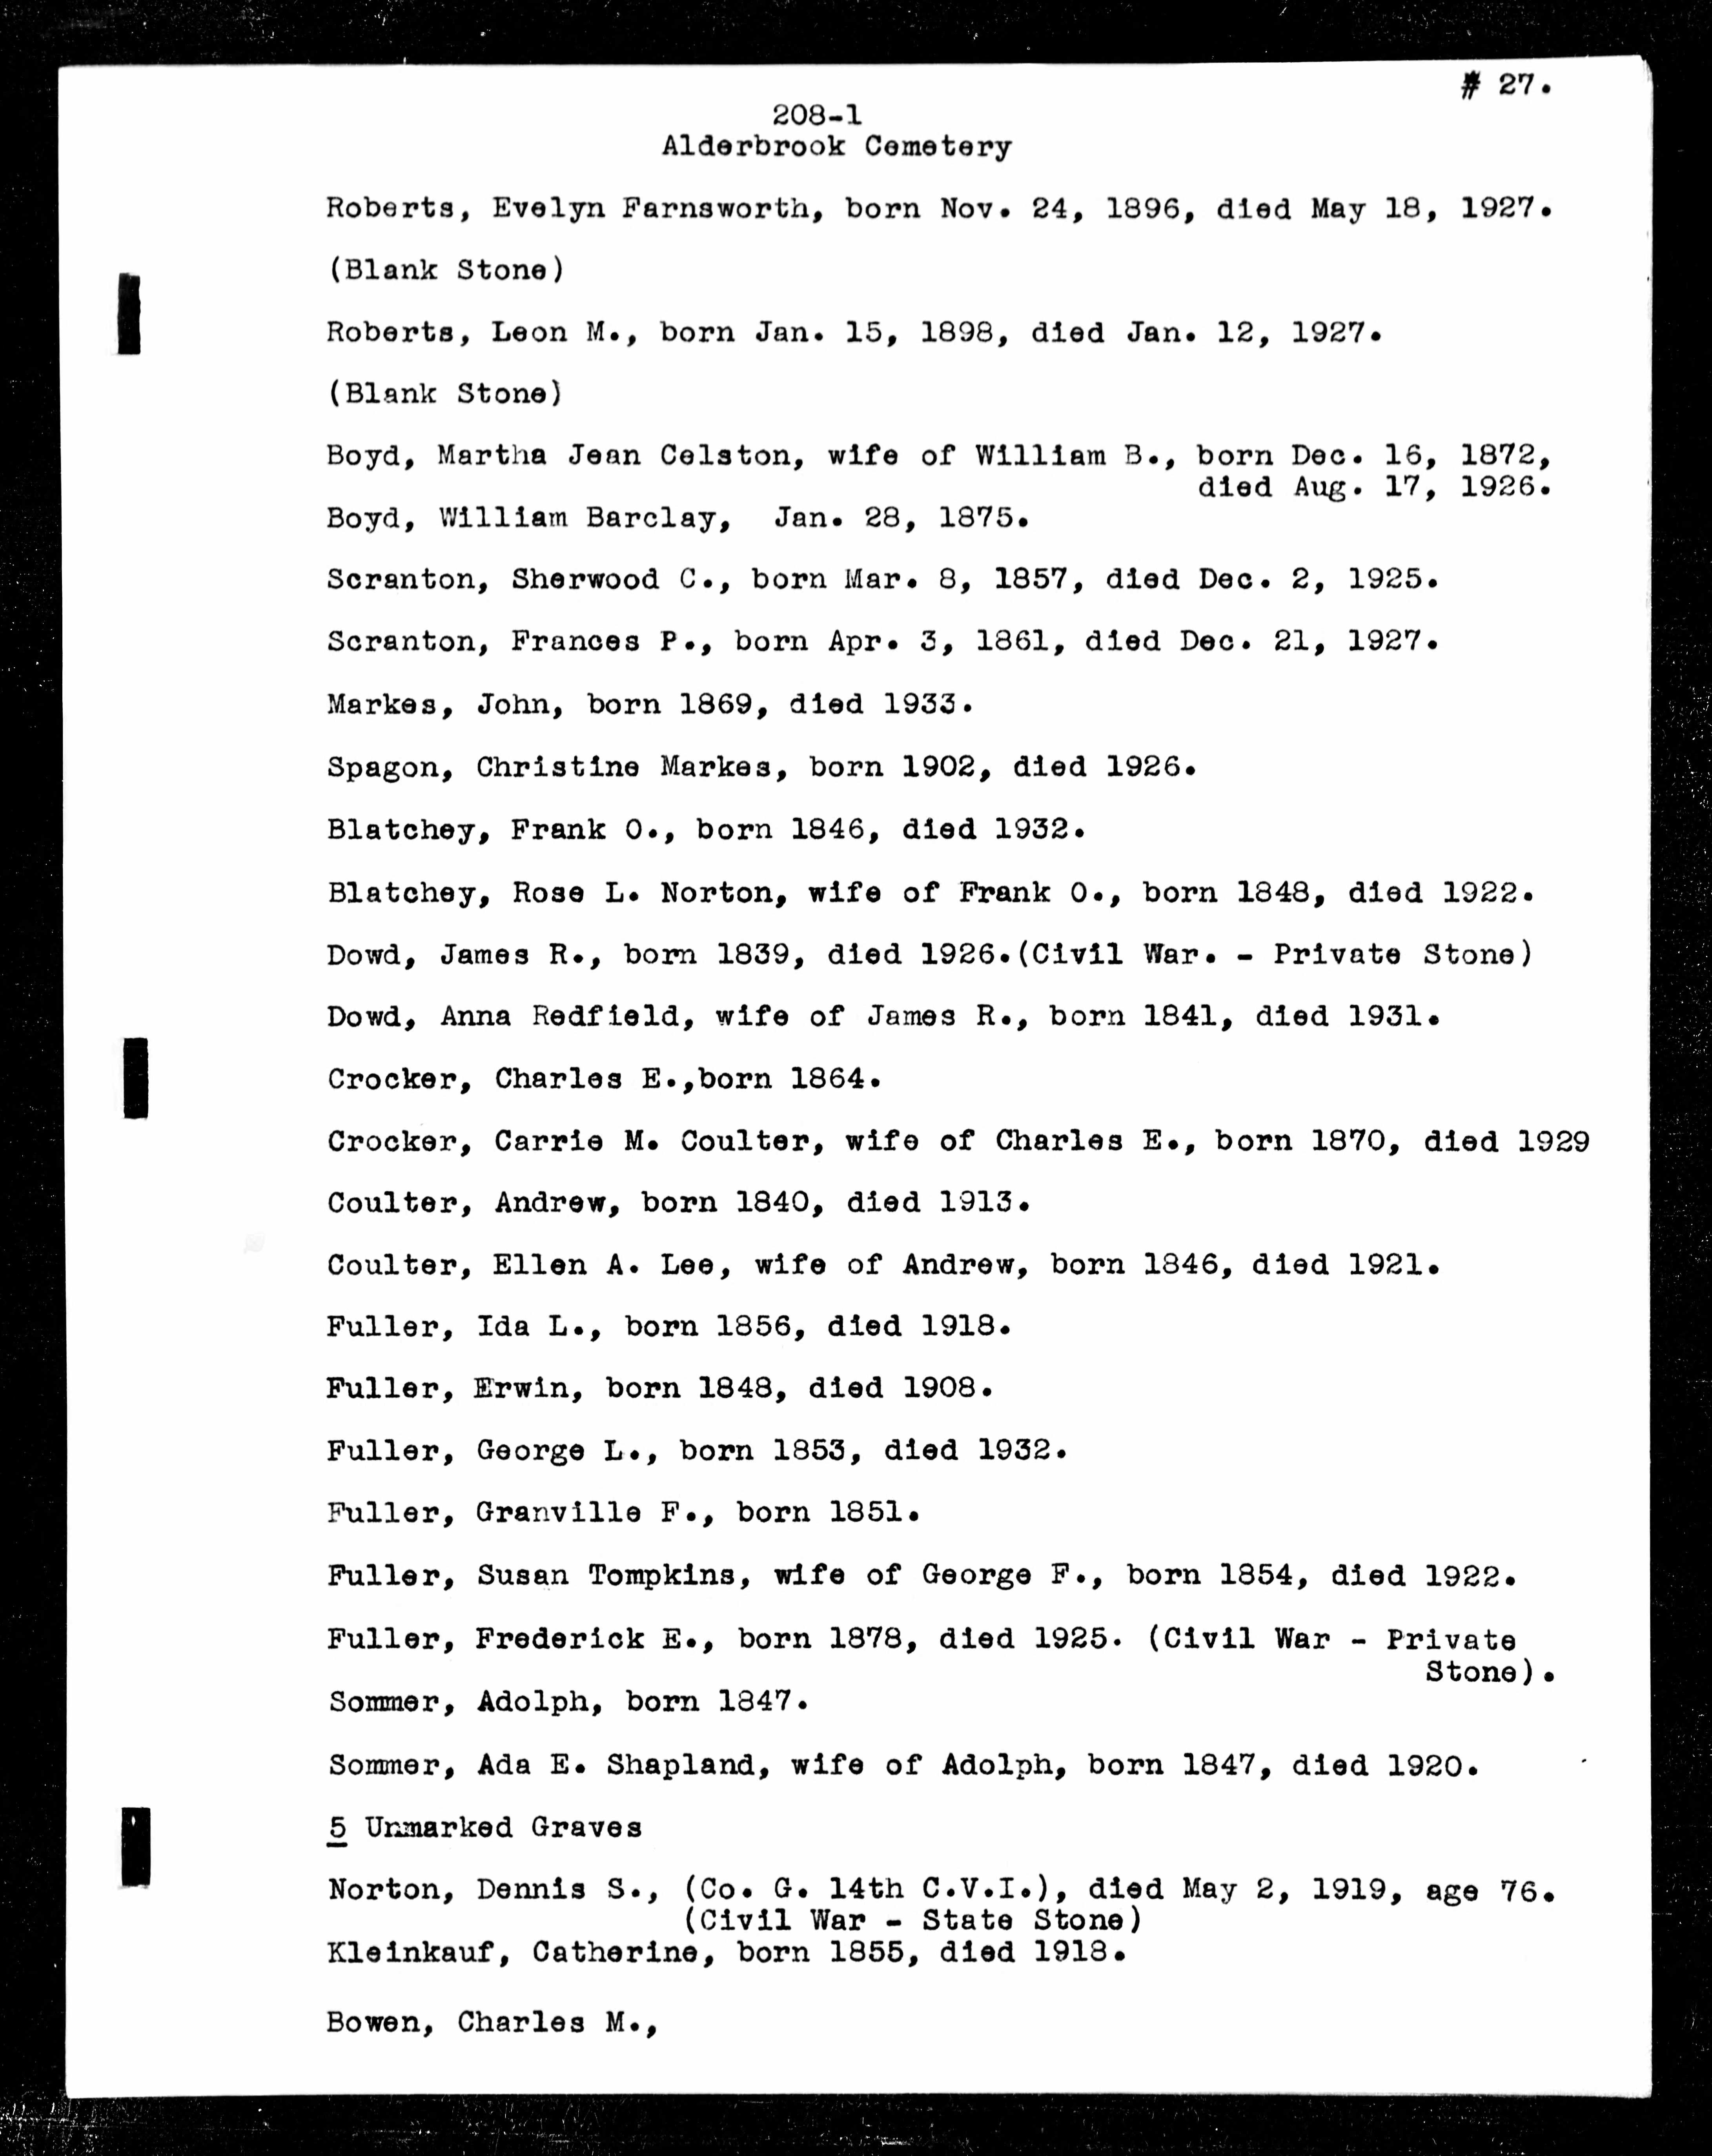 # 27.
208-1
Alderbrook Cemetery
Roberts, Evelyn Farnsworth, born Nov. 24, 1896, died May 18, 1927.
(Blank Stone)
Roberts, Leon M., born Jan. 15, 1898, died Jan. 12, 1927.
(Blank Stone)
Boyd, Martha Jean Celston, wife of William B., born Dec. 16, 1872,
died Aug. 17, 1926.
Boyd, William Barclay, Jan. 28, 1875.
Scranton, Sherwood C., born Mar. 8, 1857, died Dec. 2, 1925.
Scranton, Frances P., born Apr. 3, 1861, died Dec. 21, 1927.
Markes, John, born 1869, died 1933.
Spagon, Christine Markes, born 1902, died 1926.
Blatchey, Frank O., born 1846, died 1932.
Blatchey, Rose L. Norton, wife of Frank O., born 1848, died 1922.
Dowd, James R., born 1839, died 1926.(Civil War. - Private Stone)
Dowd, Anna Redfield, wife of James R., born 1841, died 1931.
Crocker, Charles E.,born 1864.
Crocker, Carrie M. Coulter, wife of Charles E., born 1870, died 1929
Coulter, Andrew, born 1840, died 1913.
Coulter, Ellen A. Lee, wife of Andrew, born 1846, died 1921.
Fuller, Ida L., born 1856, died 1918.
Fuller, Erwin, born 1848, died 1908.
Fuller, George L., born 1853, died 1932.
Fuller, Granville F., born 1851.
Fuller, Susan Tompkins, wife of George F., born 1854, died 1922.
Fuller, Frederick E., born 1878, died 1925. (Civil War - Private
Stone).
Sommer, Adolph, born 1847.
Sommer, Ada E. Shapland, wife of Adolph, born 1847, died 1920.
5 Unmarked Graves
Norton, Dennis S., (Co. G. 14th C.V.I.), died May 2, 1919, age 76.
(Civil War - State Stone)
Kleinkauf, Catherine, born 1855, died 1918.
Bowen, Charles M.,